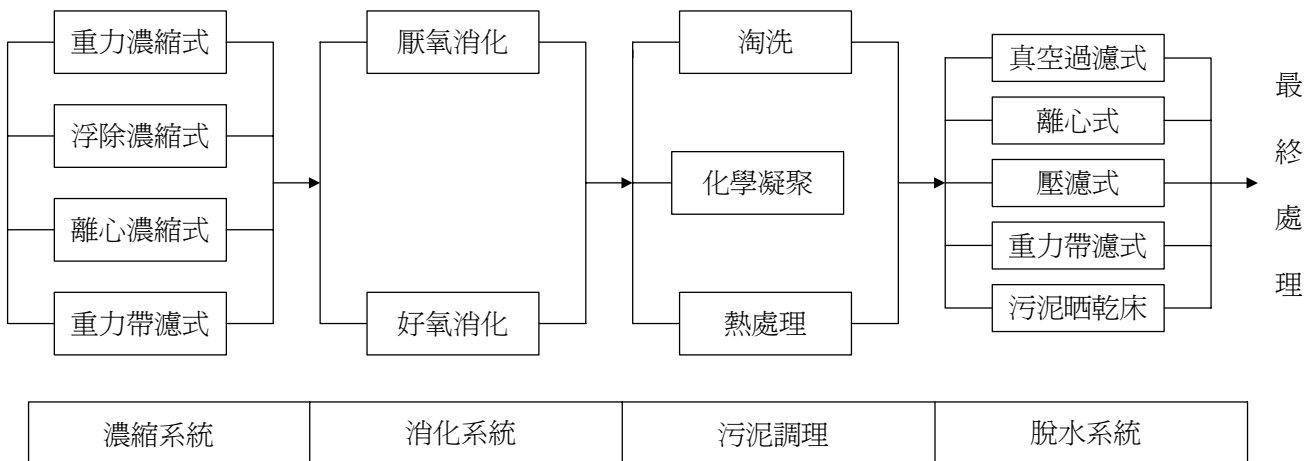 重力濃縮式
浮除濃縮式
離心濃縮式
重力帶濾式
厭氧消化
好氧消化
淘洗
化學凝聚
熱處理
真空過濾式
離心式
壓濾式
重力帶濾式
污泥晒乾床
最終處理
濃縮系統
消化系統
污泥調理
脫水系統